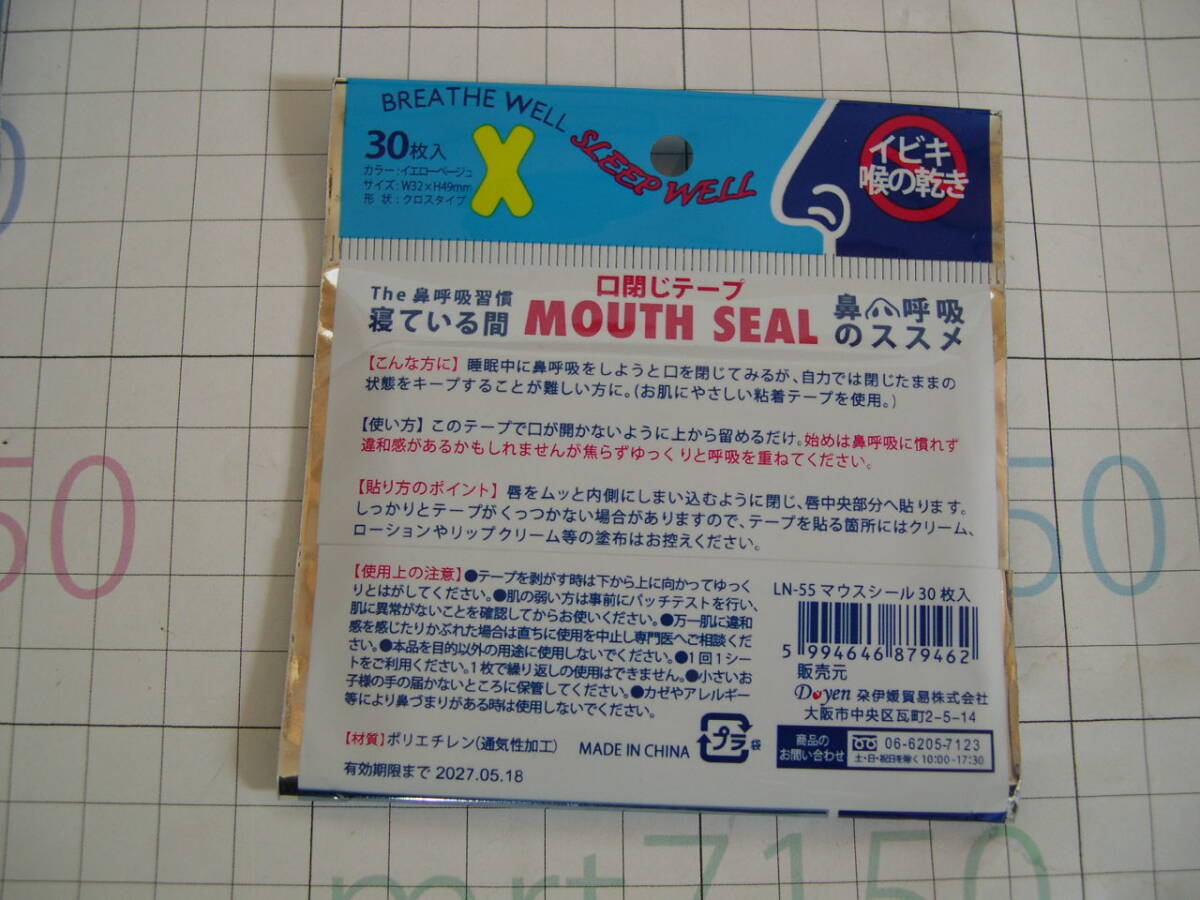 BREATHE WELL
SLEEP WELL
30枚入
カラー:イエローベージュ
サイズ:W32×H49mm
形 状:クロスタイプ
イビキ
喉の乾き
The 鼻呼吸習慣
寝ている間
口閉じテープ
MOUTH SEAL
鼻呼吸
のススメ
【こんな方に】睡眠中に鼻呼吸をしようと口を閉じてみるが、自力では閉じたままの
状態をキープすることが難しい方に。(お肌にやさしい粘着テープを使用。)
【使い方】このテープで口が開かないように上から留めるだけ。始めは鼻呼吸に慣れず
違和感があるかもしれませんが焦らずゆっくりと呼吸を重ねてください。
【貼り方のポイント】唇をムッと内側にしまい込むように閉じ、唇中央部分へ貼ります。
しっかりとテープがくっつかない場合がありますので、テープを貼る箇所にはクリーム、
ローションやリップクリーム等の塗布はお控えください。
【使用上の注意】●テープを剥がす時は下から上に向かってゆっく
りとはがしてください。●肌の弱い方は事前にパッチテストを行い、
肌に異常がないことを確認してからお使いください。●万一肌に違和
感を感じたりかぶれた場合は直ちに使用を中止し専門医へご相談くだ
さい。●本品を目的以外の用途に使用しないでください。●1回1シー
トをご利用ください。1枚で繰り返しの使用はできません。●小さいお
子様の手の届かないところに保管してください。●カゼやアレルギー
等により鼻づまりがある時は使用しないでください。
【材質】ポリエチレン(通気性加工)
MADE IN CHINA
プラ
袋
有効期限まで 2027.05.18
LN-55 マウスシール 30枚入
5 994646 879462
販売元
Doyen 朶伊媛貿易株式会社
大阪市中央区瓦町2-5-14
商品の
お問い合わせ
06-6205-7123
土・日・祝日を除く10:00-17:30
50
50
mrt7150